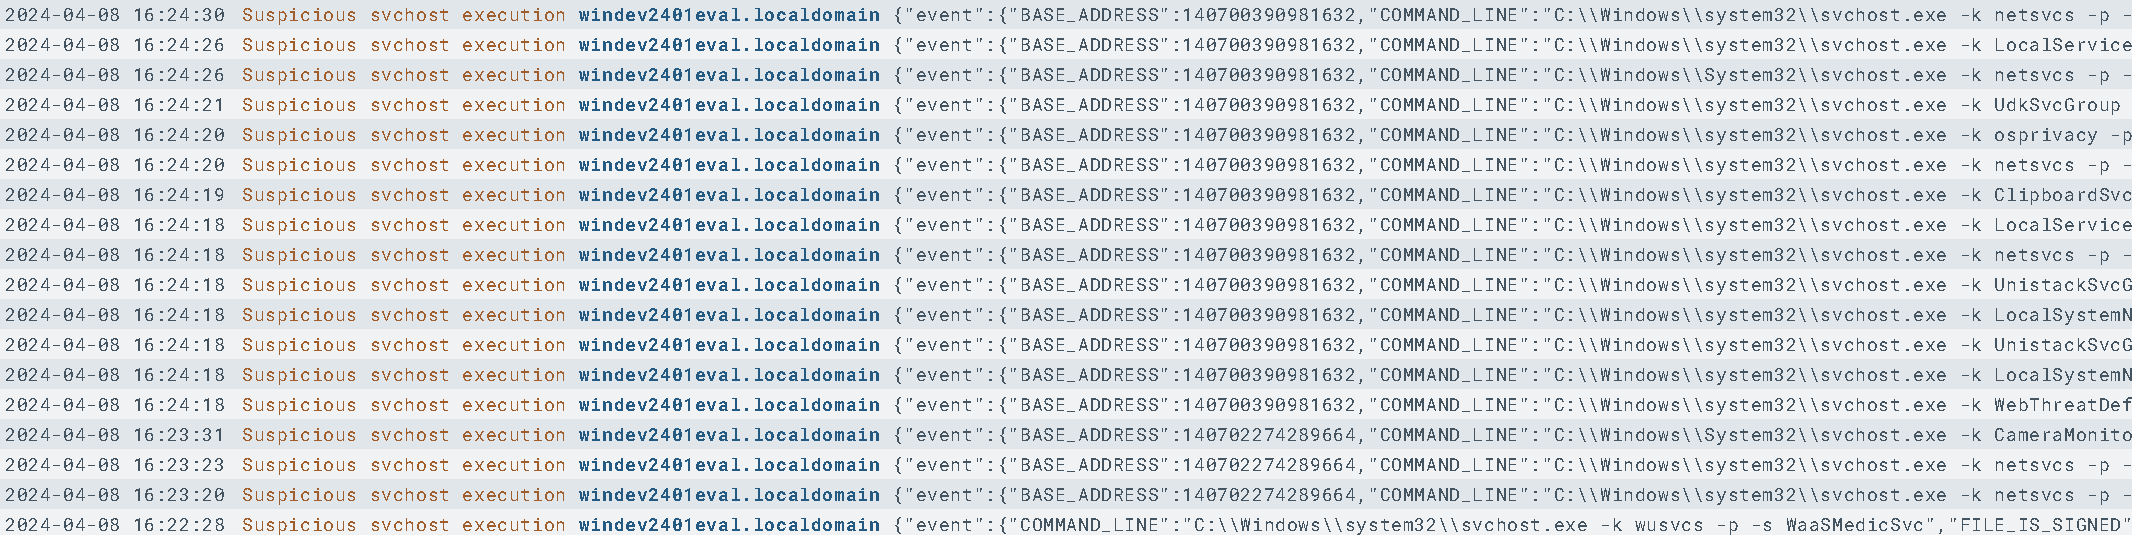 2024-04-08 16:24:30 Suspicious svchost execution windev2401eval.localdomain {"event":{"BASE_ADDRESS":140700390981632,"COMMAND_LINE":"C:\\Windows\\system32\\svchost.exe -k netsvcs -p -
2024-04-08 16:24:26 Suspicious svchost execution windev2401eval.localdomain {"event":{"BASE_ADDRESS":140700390981632,"COMMAND_LINE":"C:\\Windows\\system32\\svchost.exe -k LocalService
2024-04-08 16:24:26 Suspicious svchost execution windev2401eval.localdomain {"event":{"BASE_ADDRESS":140700390981632,"COMMAND_LINE":"C:\\Windows\\System32\\svchost.exe -k netsvcs -p -
2024-04-08 16:24:21 Suspicious svchost execution windev2401eval.localdomain {"event":{"BASE_ADDRESS":140700390981632,"COMMAND_LINE":"C:\\Windows\\system32\\svchost.exe -k UdkSvcGroup
2024-04-08 16:24:20 Suspicious svchost execution windev2401eval.localdomain {"event":{"BASE_ADDRESS":140700390981632,"COMMAND_LINE":"C:\\Windows\\system32\\svchost.exe -k osprivacy -p
2024-04-08 16:24:20 Suspicious svchost execution windev2401eval.localdomain {"event":{"BASE_ADDRESS":140700390981632,"COMMAND_LINE":"C:\\Windows\\system32\\svchost.exe -k netsvcs -p -
2024-04-08 16:24:19 Suspicious svchost execution windev2401eval.localdomain {"event":{"BASE_ADDRESS":140700390981632,"COMMAND_LINE":"C:\\Windows\\system32\\svchost.exe -k ClipboardSvc
2024-04-08 16:24:18 Suspicious svchost execution windev2401eval.localdomain {"event":{"BASE_ADDRESS":140700390981632,"COMMAND_LINE":"C:\\Windows\\system32\\svchost.exe -k LocalService
2024-04-08 16:24:18 Suspicious svchost execution windev2401eval.localdomain {"event":{"BASE_ADDRESS":140700390981632,"COMMAND_LINE":"C:\\Windows\\system32\\svchost.exe -k netsvcs -p -
2024-04-08 16:24:18 Suspicious svchost execution windev2401eval.localdomain {"event":{"BASE_ADDRESS":140700390981632,"COMMAND_LINE":"C:\\Windows\\system32\\svchost.exe -k UnistackSvcG
2024-04-08 16:24:18 Suspicious svchost execution windev2401eval.localdomain {"event":{"BASE_ADDRESS":140700390981632,"COMMAND_LINE":"C:\\Windows\\system32\\svchost.exe -k LocalSystemN
2024-04-08 16:24:18 Suspicious svchost execution windev2401eval.localdomain {"event":{"BASE_ADDRESS":140700390981632,"COMMAND_LINE":"C:\\Windows\\system32\\svchost.exe -k UnistackSvcG
2024-04-08 16:24:18 Suspicious svchost execution windev2401eval.localdomain {"event":{"BASE_ADDRESS":140700390981632,"COMMAND_LINE":"C:\\Windows\\system32\\svchost.exe -k LocalSystemN
2024-04-08 16:24:18 Suspicious svchost execution windev2401eval.localdomain {"event":{"BASE_ADDRESS":140700390981632,"COMMAND_LINE":"C:\\Windows\\system32\\svchost.exe -k WebThreatDef
2024-04-08 16:23:31 Suspicious svchost execution windev2401eval.localdomain {"event":{"BASE_ADDRESS":140702274289664,"COMMAND_LINE":"C:\\Windows\\System32\\svchost.exe -k CameraMonito
2024-04-08 16:23:23 Suspicious svchost execution windev2401eval.localdomain {"event":{"BASE_ADDRESS":140702274289664,"COMMAND_LINE":"C:\\Windows\\system32\\svchost.exe -k netsvcs -p -
2024-04-08 16:23:20 Suspicious svchost execution windev2401eval.localdomain {"event":{"BASE_ADDRESS":140702274289664,"COMMAND_LINE":"C:\\Windows\\system32\\svchost.exe -k netsvcs -p -
2024-04-08 16:22:28 Suspicious svchost execution windev2401eval.localdomain {"event":{"COMMAND_LINE":"C:\\Windows\\system32\\svchost.exe -k wusvcs -p -s WaaSMedicSvc","FILE_IS_SIGNED"